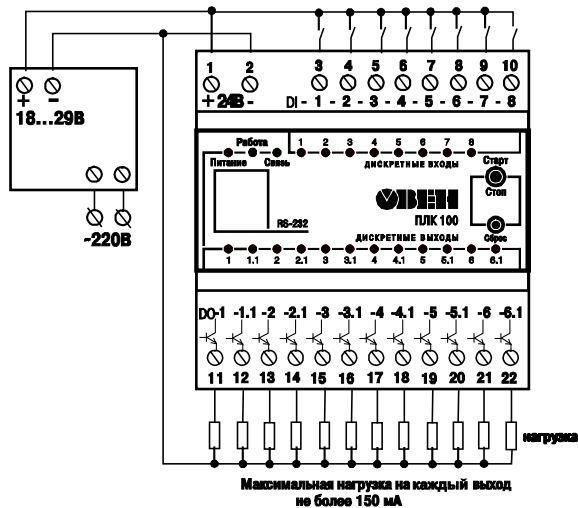 1 2 3 4 5 6 7 8 9 10
+ 24В - DI - 1 - 2 - 3 - 4 - 5 - 6 - 7 - 8
+ -
18...29В
~220В
Работа
Питание Связь
1 2 3 4 5 6 7 8
ДИСКРЕТНЫЕ ВХОДЫ
Старт
Стоп
ОВЕН
ПЛК 100
RS-232
ДИСКРЕТНЫЕ ВЫХОДЫ
Сброс
1 1.1 2 2.1 3 3.1 4 4.1 5 5.1 6 6.1
DO-1 -1.1 -2 -2.1 -3 -3.1 -4 -4.1 -5 -5.1 -6 -6.1
11 12 13 14 15 16 17 18 19 20 21 22
нагрузка
Максимальная нагрузка на каждый выход
не более 150 мА